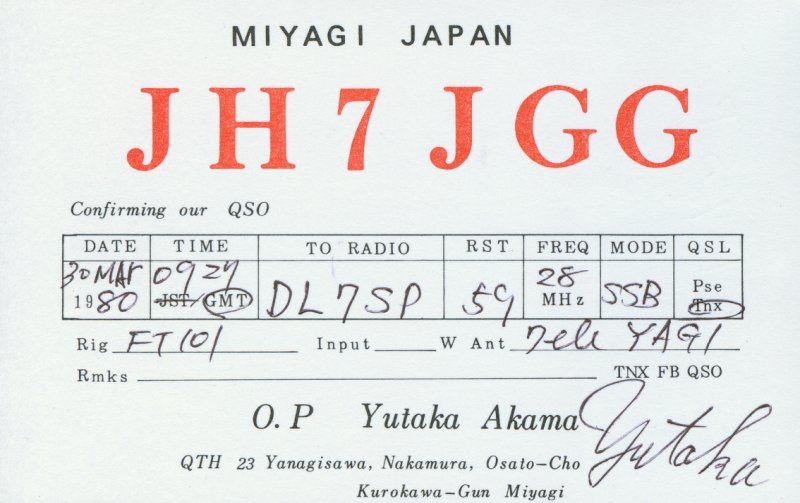 MIYAGI JAPAN
JH7JGG
Confirming our QSO
DATE TIME TO RADIO RST FREQ MODE QSL
30 MAR 0927 28 Pse
1980 JST/GMT DL7SP 59 MHz SSB Tnx
Rig FT101 Input W Ant 7ele YAGI
Rmks TNX FB QSO
O.P Yutaka Akama Yutaka
QTH 23 Yanagisawa, Nakamura, Osato-Cho
Kurokawa-Gun Miyagi